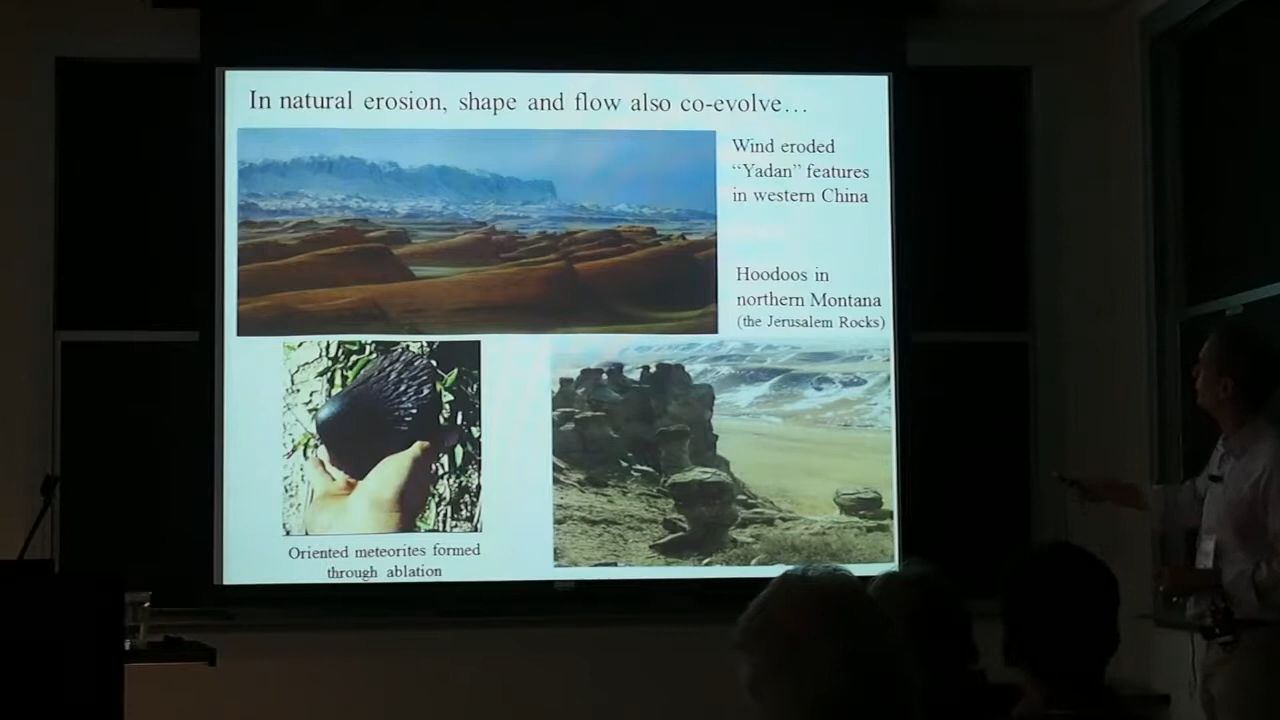 In natural erosion, shape and flow also co-evolve…
Wind eroded
“Yadan” features
in western China
Hoodoos in
northern Montana
(the Jerusalem Rocks)
Oriented meteorites formed
through ablation